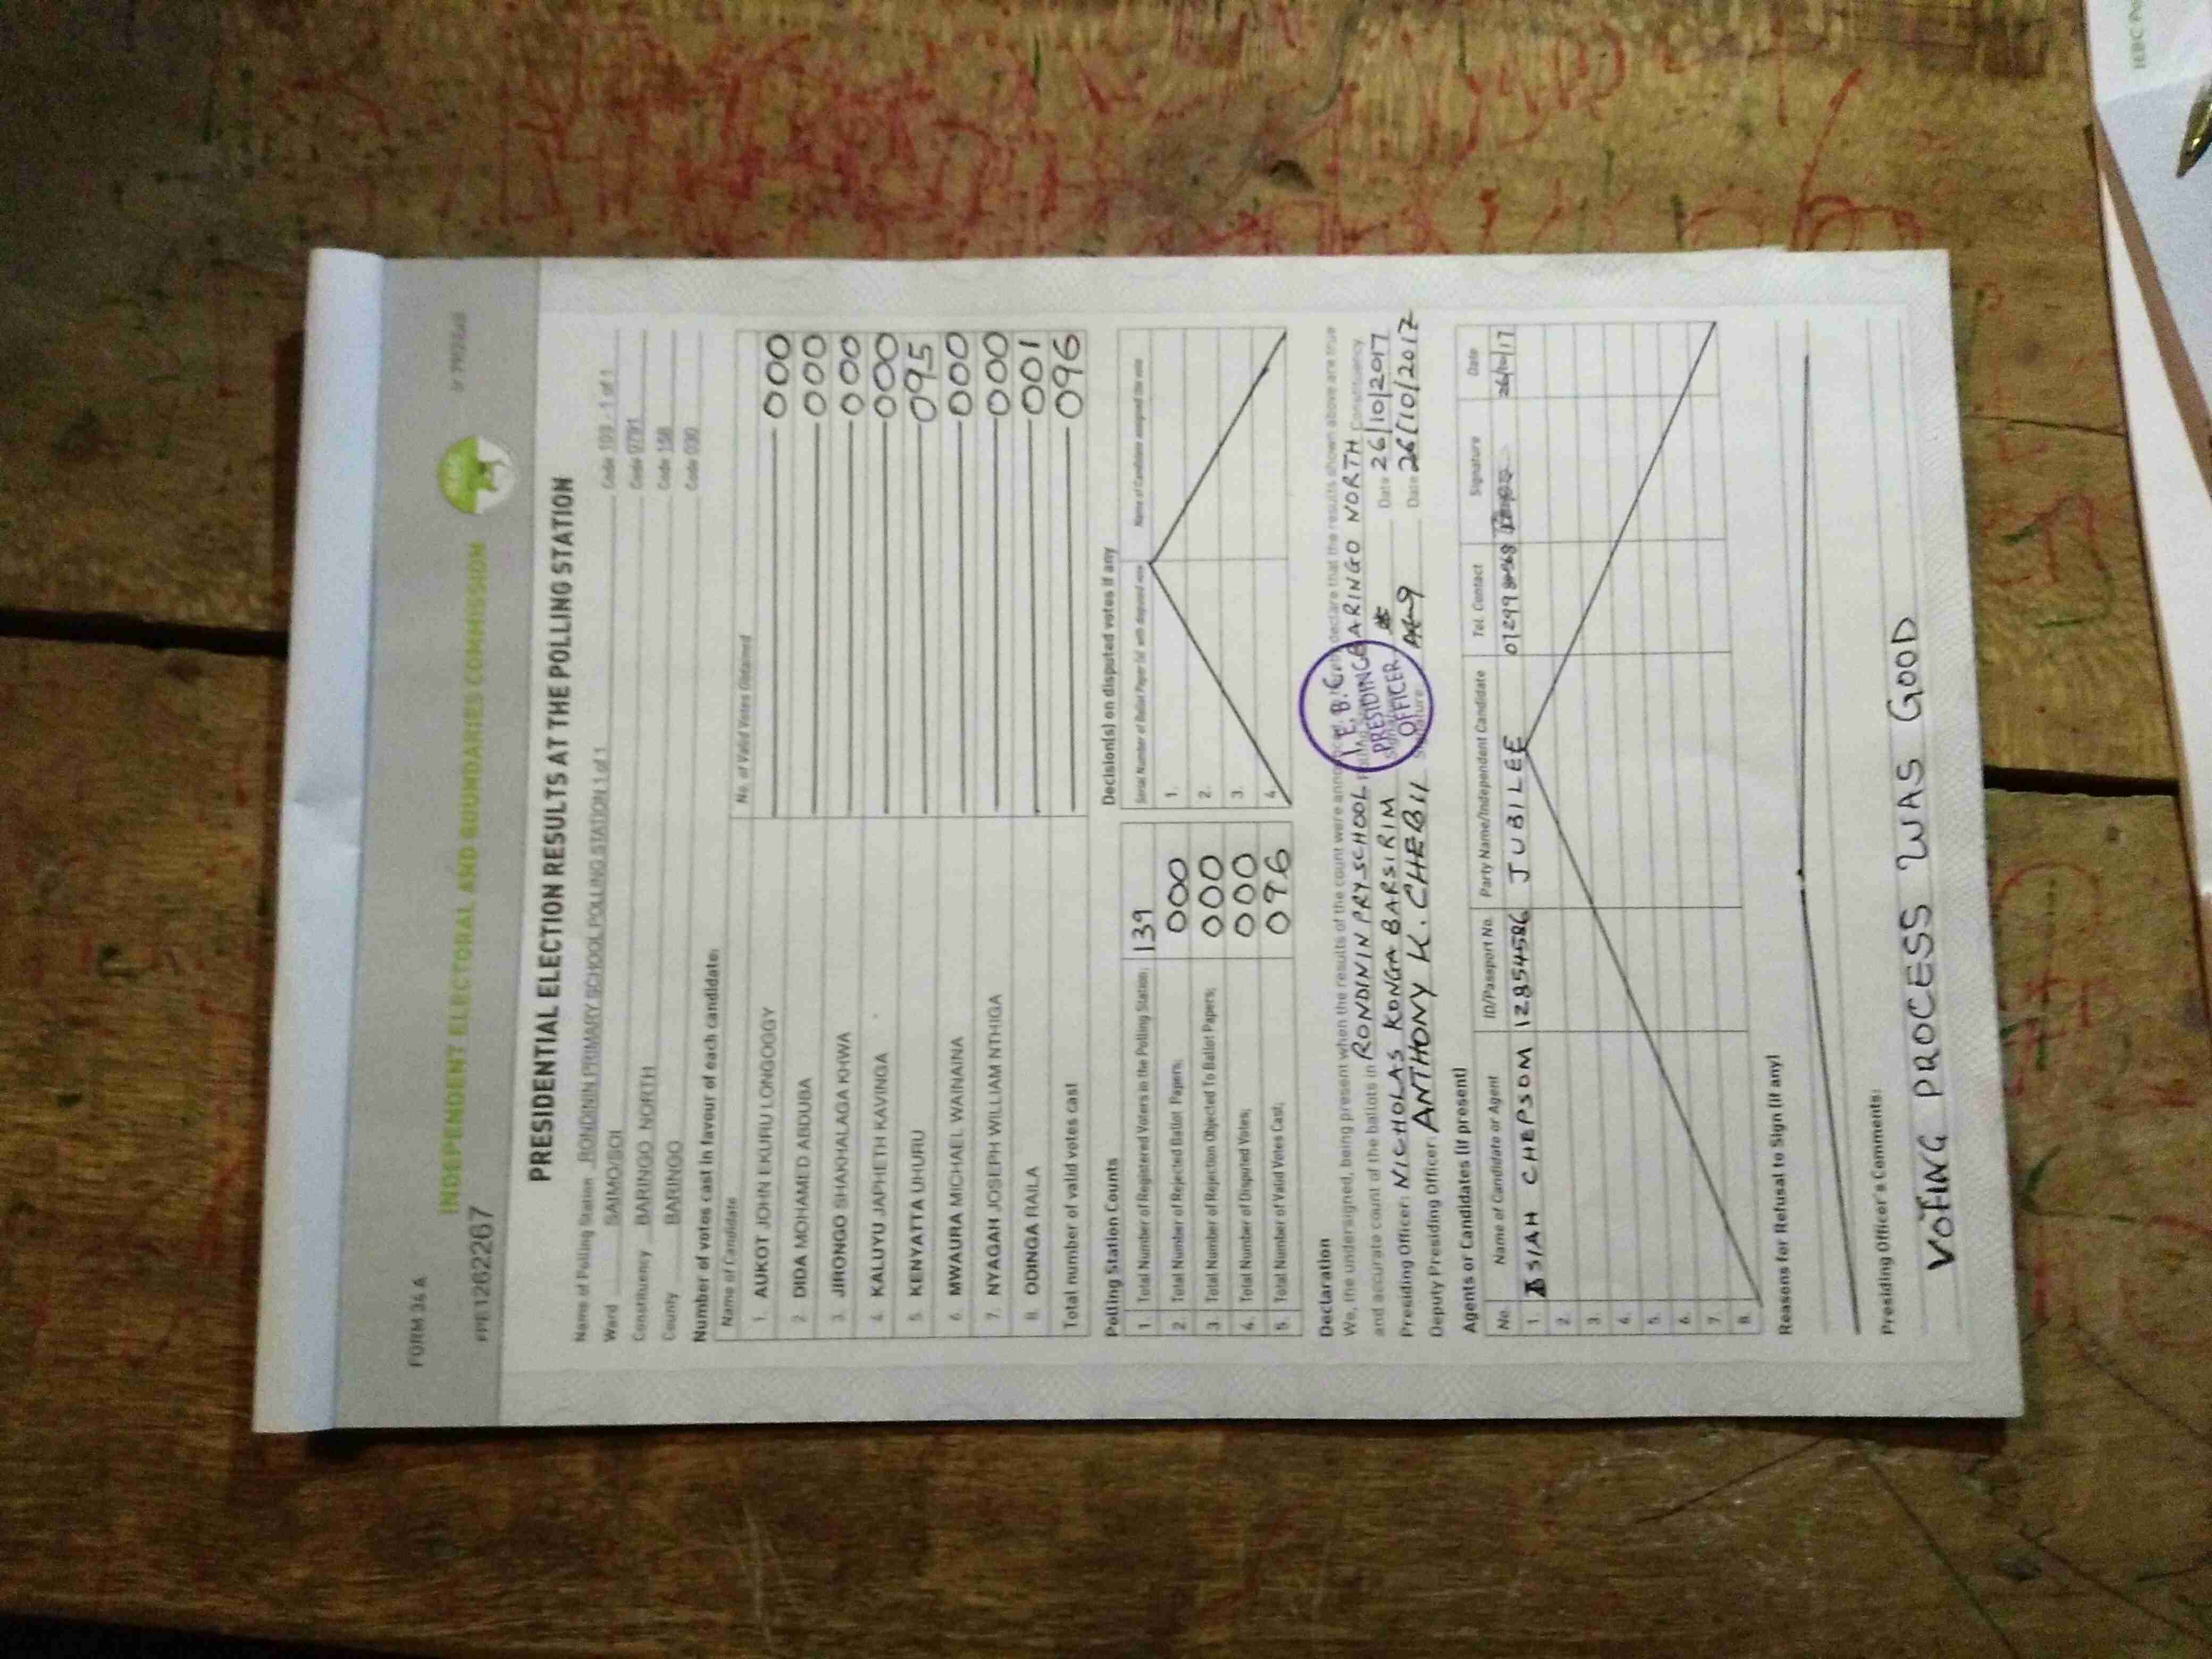 FORM 34A
INDEPENDENT ELECTORAL AND BOUNDARIES COMMISSION
PRE1262267
PRESIDENTIAL ELECTION RESULTS AT THE POLLING STATION
Name of Polling Station RONDININ PRIMARY SCHOOL POLLING STATION 1 of 1 Code 103 - 1 of 1
Ward SAIMO/SOI Code 0791
Constituency BARINGO NORTH Code 158
County BARINGO Code 030
Number of votes cast in favour of each candidate:
Name of Candidate No. of Valid Votes Obtained
1. AUKOT JOHN EKURU LONGOGGY 000
2. DIDA MOHAMED ABDUBA 000
3. JIRONGO SHAKHALAGA KHWA 000
4. KALUYU JAPHETH KAVINGA 000
5. KENYATTA UHURU 095
6. MWAURA MICHAEL WAINAINA 000
7. NYAGAH JOSEPH WILLIAM NTHIGA 000
8. ODINGA RAILA 001
Total number of valid votes cast 096
Polling Station Counts
1. Total Number of Registered Voters in the Polling Station; 139
2. Total Number of Rejected Ballot Papers; 000
3. Total Number of Rejection Objected To Ballot Papers; 000
4. Total Number of Disputed Votes; 000
5. Total Number of Valid Votes Cast; 096
Decision(s) on disputed votes if any
Serial Number of Ballot Paper (s) with disputed vote Name of Candidate assigned the vote
1.
2.
3.
4.
Declaration
We, the undersigned, being present when the results of the count were announced, declare that the results shown above are true
and accurate count of the ballots in RONDININ PRY SCHOOL Polling BARINGO NORTH Constituency
Presiding Officer: NICHOLAS KONGA BARSIRIM Date 26/10/2017
Deputy Presiding Officer: ANTHONY K. CHEBII Signature Date 26/10/2017
I.E.B.C
PRESIDING
OFFICER
Agents or Candidates (if present)
No. Name of Candidate or Agent ID/Passport No. Party Name/Independent Candidate Tel. Contact Signature Date
1. ISIAH CHEPSOM 12854586 JUBILEE 26/10/17
2.
3.
4.
5.
6.
7.
8.
Reasons for Refusal to Sign (if any)
Presiding Officer's Comments:
VOTING PROCESS WAS GOOD